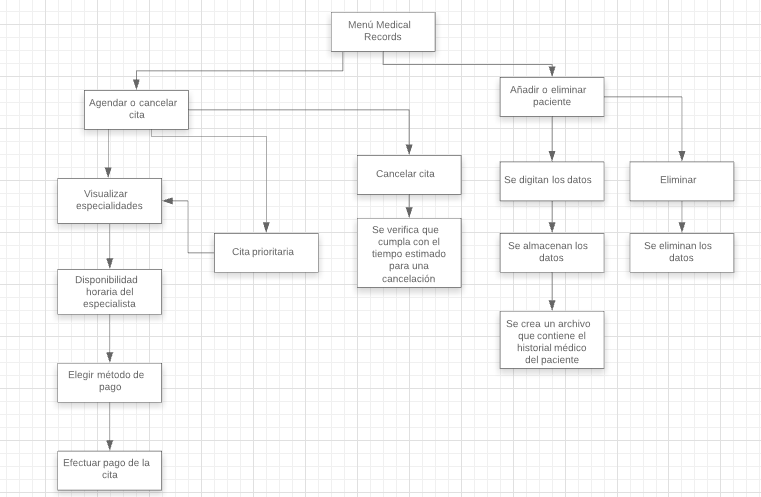 Menú Medical
Records
Agendar o cancelar
cita
Añadir o eliminar
paciente
Visualizar
especialidades
Cita prioritaria
Cancelar cita
Se digitan los datos
Eliminar
Disponibilidad
horaria del
especialista
Se verifica que
cumpla con el
tiempo estimado
para una
cancelación
Se almacenan los
datos
Se eliminan los
datos
Elegir método de
pago
Se crea un archivo
que contiene el
historial médico
del paciente
Efectuar pago de la
cita